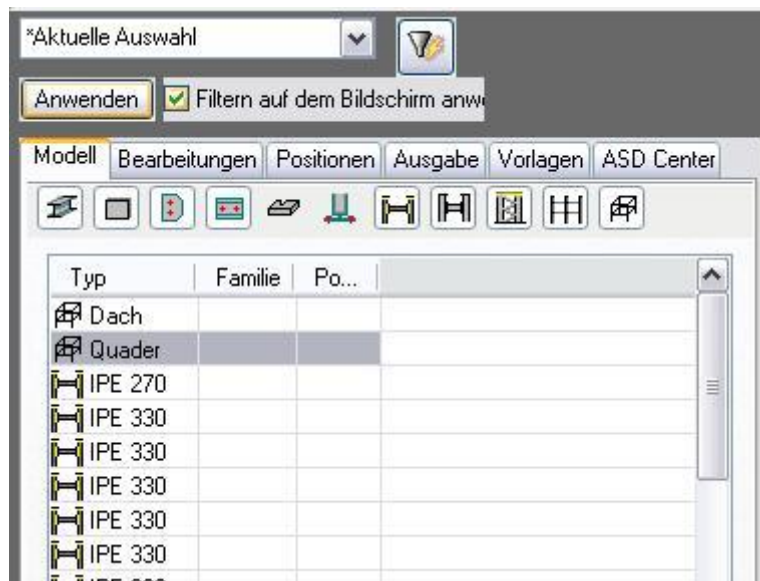 *Aktuelle Auswahl
Anwenden Filtern auf dem Bildschirm
Modell Bearbeitungen Positionen Ausgabe Vorlagen ASD Center
Typ Familie Po...
Dach
Quader
IPE 270
IPE 330
IPE 330
IPE 330
IPE 330
IPE 330